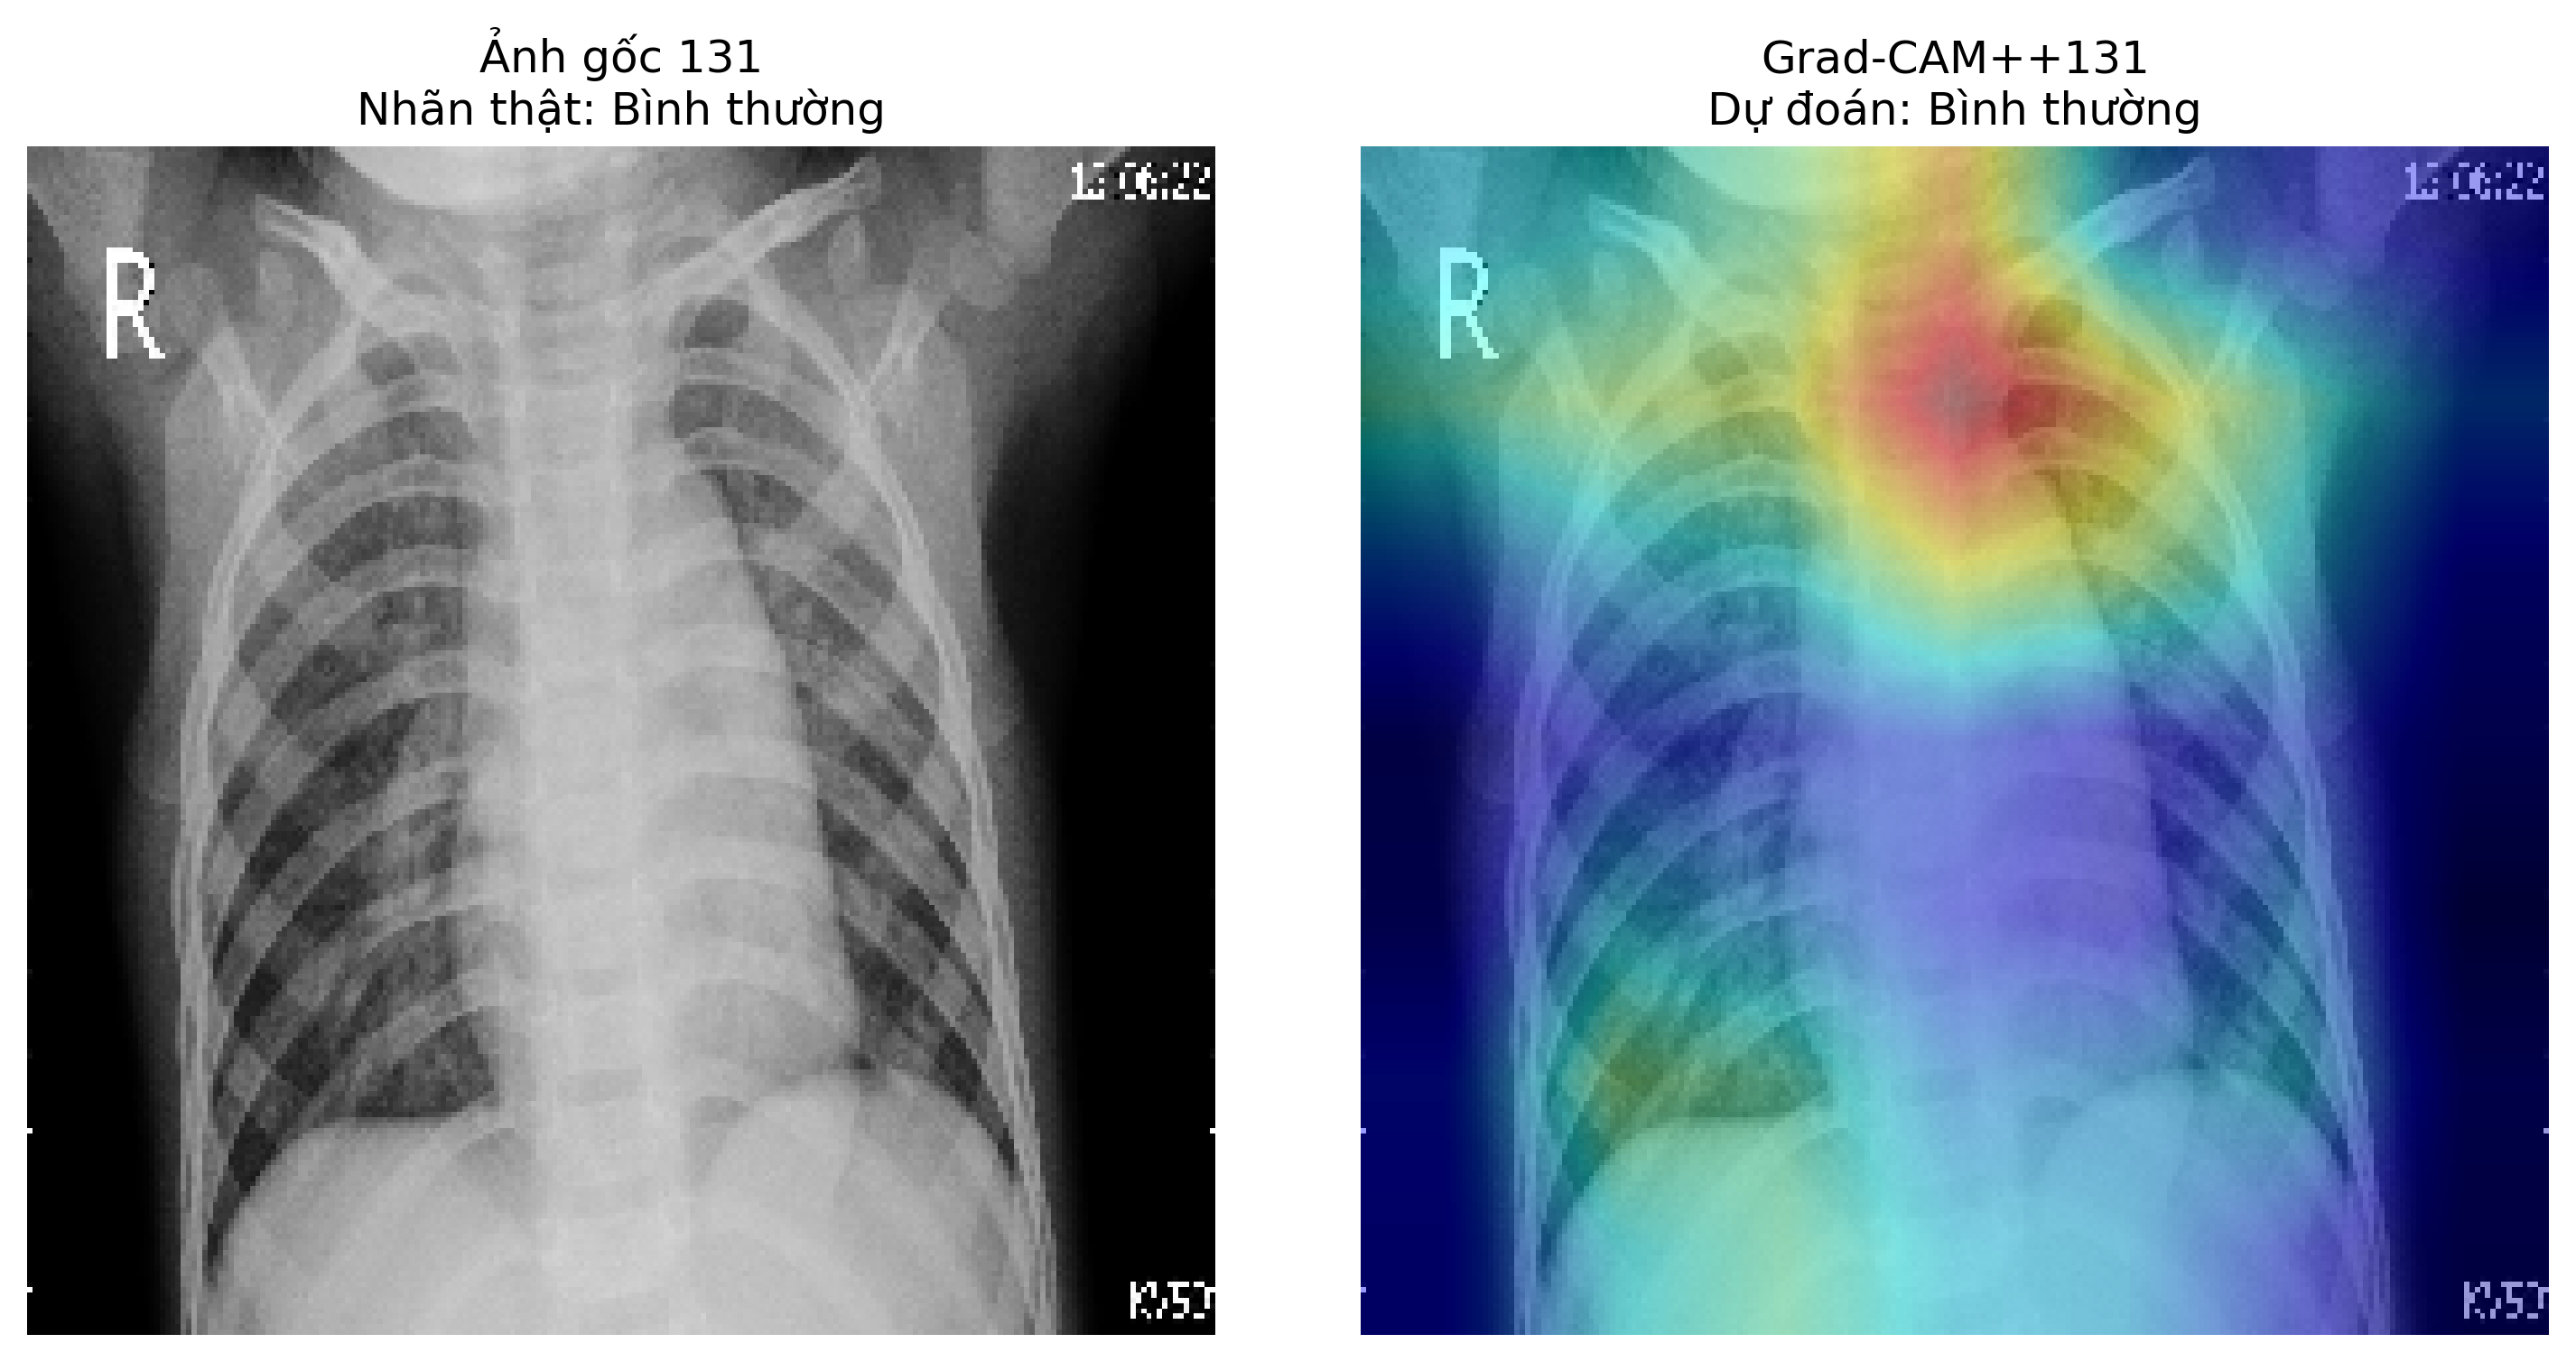 Ảnh gốc 131
Nhãn thật: Bình thường
R
Grad-CAM++131
Dự đoán: Bình thường
R